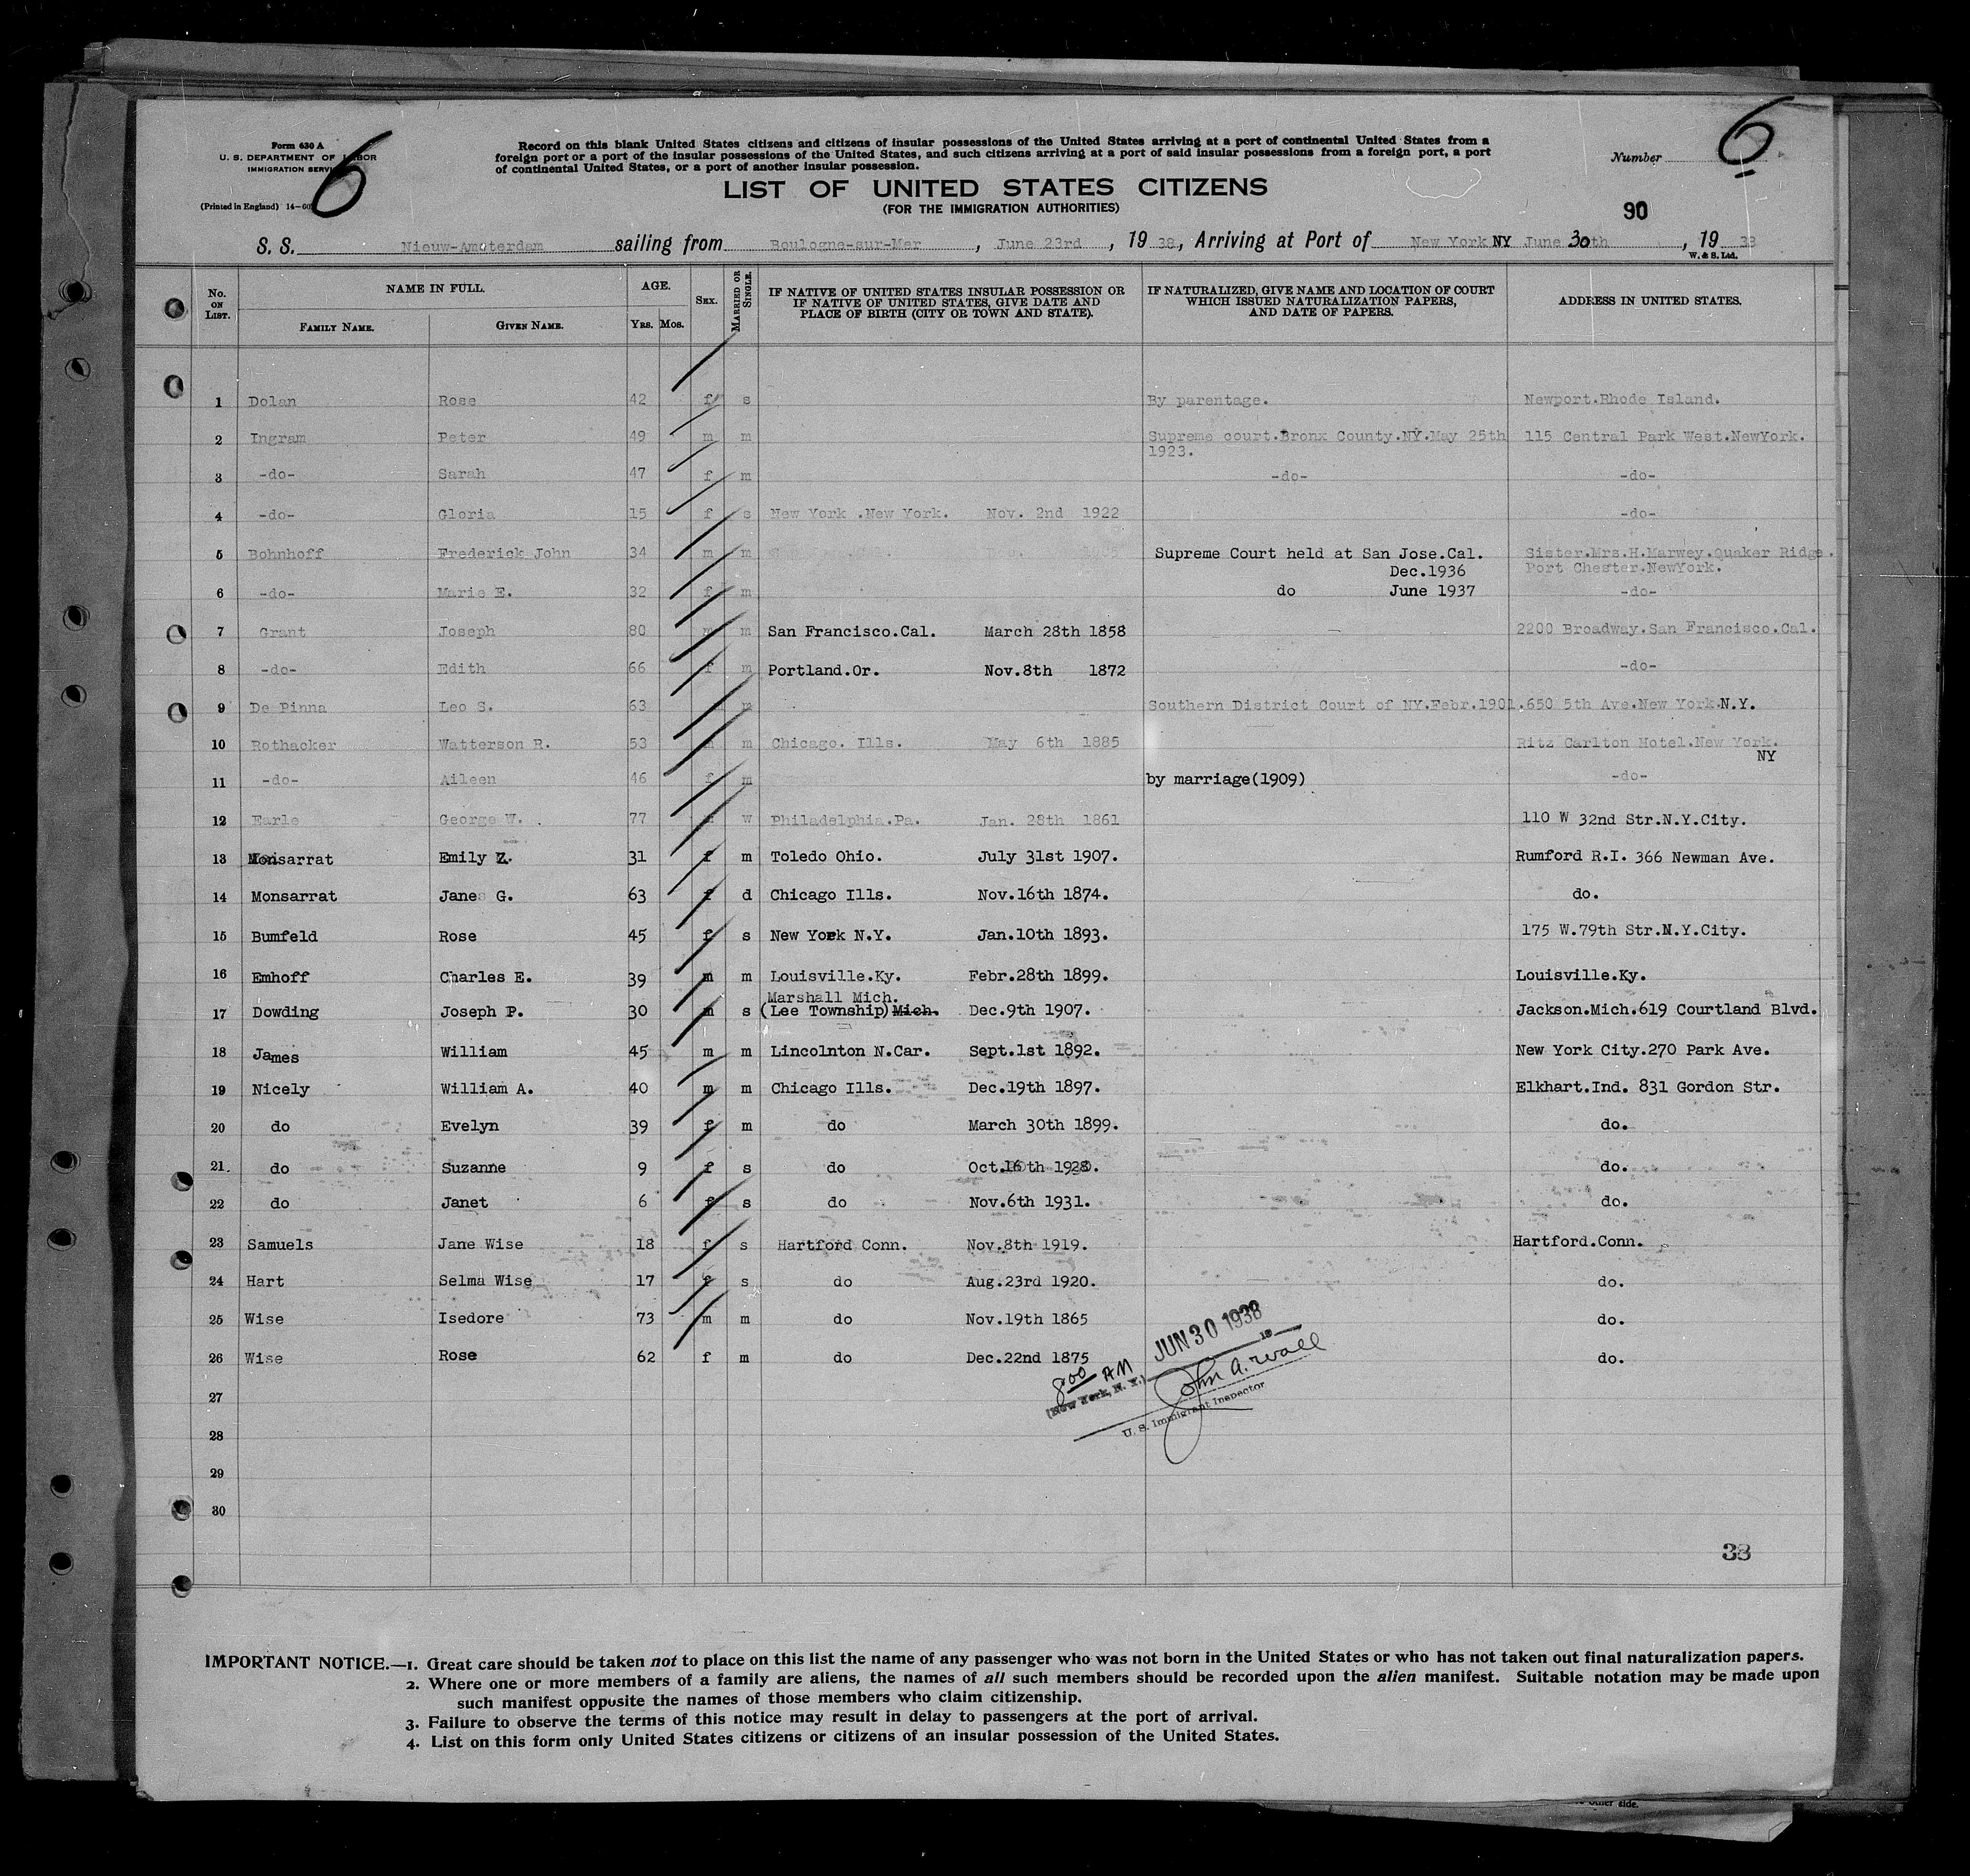 Form 630 A
U. S. DEPARTMENT OF LABOR
IMMIGRATION SERVICE
(Printed in England) 14-60
6
Record on this blank United States citizens and citizens of insular possessions of the United States arriving at a port of continental United States from a
foreign port or a port of the insular possessions of the United States, and such citizens arriving at a port of said insular possessions from a foreign port, a port
of continental United States, or a port of another insular possession.
LIST OF UNITED STATES CITIZENS
(FOR THE IMMIGRATION AUTHORITIES)
Number 6
90
S. S. Nieuw-Amsterdam sailing from Boulogne-sur-Mer, June 23rd, 1938, Arriving at Port of New York NY June 30th, 1938
W. & S. Ltd.
No. ON LIST. NAME IN FULL. FAMILY NAME. GIVEN NAME. AGE. YRS. MOS. SEX. MARRIED OR SINGLE. IF NATIVE OF UNITED STATES INSULAR POSSESSION OR IF NATIVE OF UNITED STATES, GIVE DATE AND PLACE OF BIRTH (CITY OR TOWN AND STATE). IF NATURALIZED, GIVE NAME AND LOCATION OF COURT WHICH ISSUED NATURALIZATION PAPERS, AND DATE OF PAPERS. ADDRESS IN UNITED STATES.
1 Dolan Rose 42 f s By parentage. Newport.Rhode Island.
2 Ingram Peter 49 m m Supreme court.Bronx County.NY.May 25th 1923. 115 Central Park West.NewYork.
3 -do- Sarah 47 f m -do- -do-
4 -do- Gloria 15 f s New York .New York. Nov. 2nd 1922 -do-
5 Bohnhoff Frederick John 34 m m Supreme Court held at San Jose.Cal. Dec.1936 Sister.Mrs.H.Marwey.Quaker Ridge. Port Chester.NewYork.
6 -do- Marie E. 32 f m do June 1937 -do-
7 Grant Joseph 80 m m San Francisco.Cal. March 28th 1858 2200 Broadway.San Francisco.Cal.
8 -do- Edith 66 f m Portland.Or. Nov.8th 1872 -do-
9 De Pinna Leo S. 63 m Southern District Court of NY.Febr.1901. 650 5th Ave.New York N.Y.
10 Rothacker Watterson R. 53 m m Chicago. Ills. May 6th 1885 Ritz Carlton Hotel.New York. NY
11 -do- Aileen 46 f m by marriage(1909) -do-
12 Earle George W. 77 w Philadelphia.Pa. Jan. 28th 1861 110 W 32nd Str.N.Y.City.
13 Monsarrat Emily Z. 31 f m Toledo Ohio. July 31st 1907. Rumford R.I. 366 Newman Ave.
14 Monsarrat Jane G. 63 f d Chicago Ills. Nov.16th 1874. do.
15 Bumfeld Rose 45 f s New York N.Y. Jan.10th 1893. 175 W.79th Str.N.Y.City.
16 Emhoff Charles E. 39 m m Louisville.Ky. Febr.28th 1899. Louisville.Ky.
17 Dowding Joseph P. 30 m s Marshall Mich. (Lee Township) Mich. Dec.9th 1907. Jackson.Mich.619 Courtland Blvd.
18 James William 45 m m Lincolnton N.Car. Sept.1st 1892. New York City.270 Park Ave.
19 Nicely William A. 40 m m Chicago Ills. Dec.19th 1897. Elkhart.Ind. 831 Gordon Str.
20 do Evelyn 39 f m do March 30th 1899. do.
21. do Suzanne 9 f s do Oct.16th 1928. do.
22 do Janet 6 f s do Nov.6th 1931. do.
23 Samuels Jane Wise 18 f s Hartford Conn. Nov.8th 1919. Hartford.Conn.
24 Hart Selma Wise 17 f s do Aug.23rd 1920. do.
25 Wise Isedore 73 m m do Nov.19th 1865 do.
26 Wise Rose 62 f m do Dec.22nd 1875 do.
27
28
29
30
8 00 AM JUN 30 1938 19
(New York, N. Y.)
John A. Wall
U. S. Immigrant Inspector
38
IMPORTANT NOTICE.—1. Great care should be taken not to place on this list the name of any passenger who was not born in the United States or who has not taken out final naturalization papers.
2. Where one or more members of a family are aliens, the names of all such members should be recorded upon the alien manifest. Suitable notation may be made upon
such manifest opposite the names of those members who claim citizenship.
3. Failure to observe the terms of this notice may result in delay to passengers at the port of arrival.
4. List on this form only United States citizens or citizens of an insular possession of the United States.
other side.